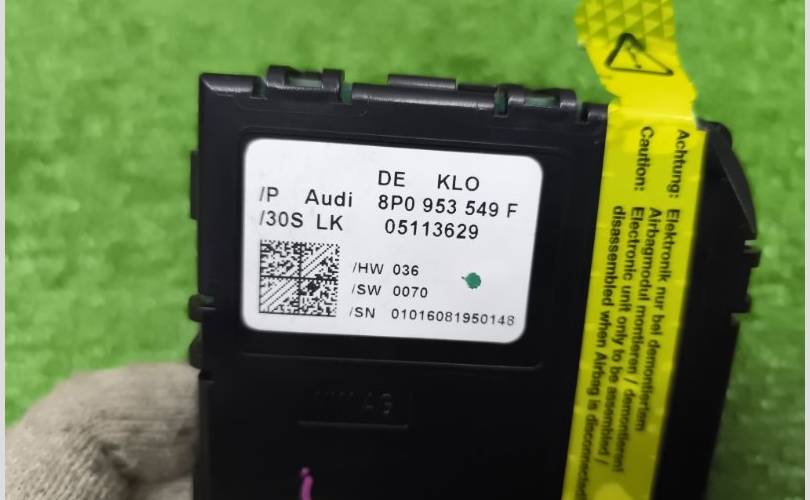 DE KLO
/P Audi 8P0 953 549 F
/30S LK 05113629
/HW 036
/SW 0070
/SN 01016081950148
Achtung: Elektronik nur bei demontiertem
Airbagmodul montieren / demontieren!
Caution: Electronic unit only to be assembled /
disassembled when Airbag is disconnected